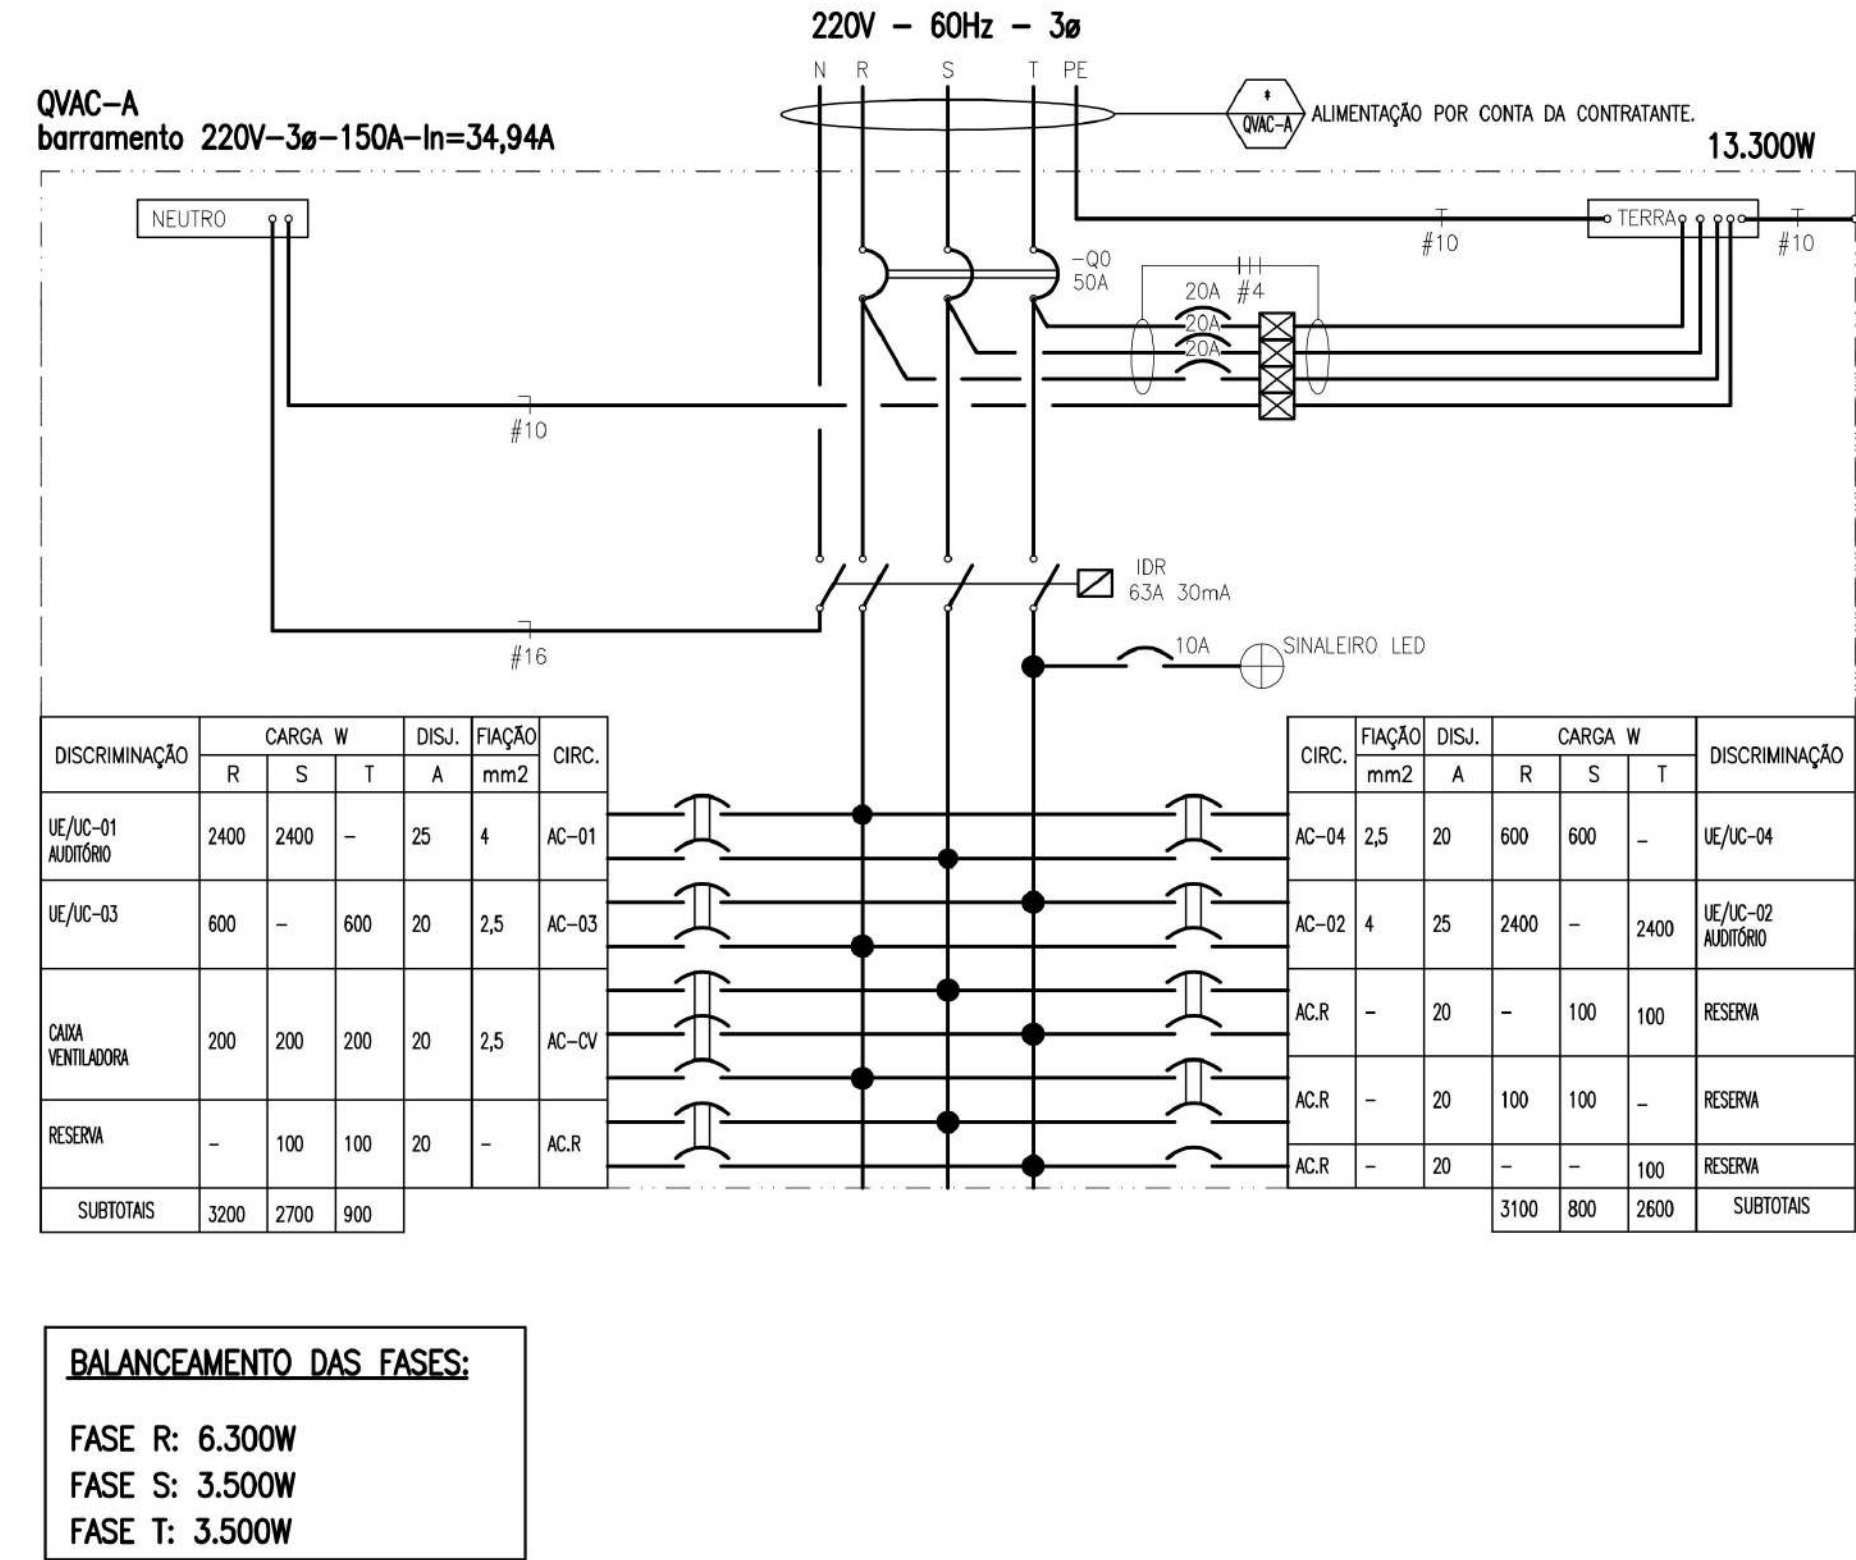 220V - 60Hz - 3ø
N R S T PE
QVAC-A
barramento 220V-3ø-150A-In=34,94A
*
QVAC-A
ALIMENTAÇÃO POR CONTA DA CONTRATANTE.
13.300W
NEUTRO
TERRA
#10
#10
-Q0
50A
20A #4
20A
20A
#10
IDR
63A 30mA
#16
10A
SINALEIRO LED
DISCRIMINAÇÃO CARGA W DISJ. FIAÇÃO CIRC.
R S T A mm2
UE/UC-01
AUDITÓRIO
2400 2400 - 25 4 AC-01
UE/UC-03
600 - 600 20 2,5 AC-03
CAIXA
VENTILADORA
200 200 200 20 2,5 AC-CV
RESERVA
- 100 100 20 - AC.R
SUBTOTAIS 3200 2700 900
CIRC. FIAÇÃO DISJ. CARGA W DISCRIMINAÇÃO
mm2 A R S T
AC-04 2,5 20 600 600 - UE/UC-04
AC-02 4 25 2400 - 2400 UE/UC-02
AUDITÓRIO
AC.R - 20 - 100 100 RESERVA
AC.R - 20 100 100 - RESERVA
AC.R - 20 - - 100 RESERVA
3100 800 2600 SUBTOTAIS
BALANCEAMENTO DAS FASES:
FASE R: 6.300W
FASE S: 3.500W
FASE T: 3.500W